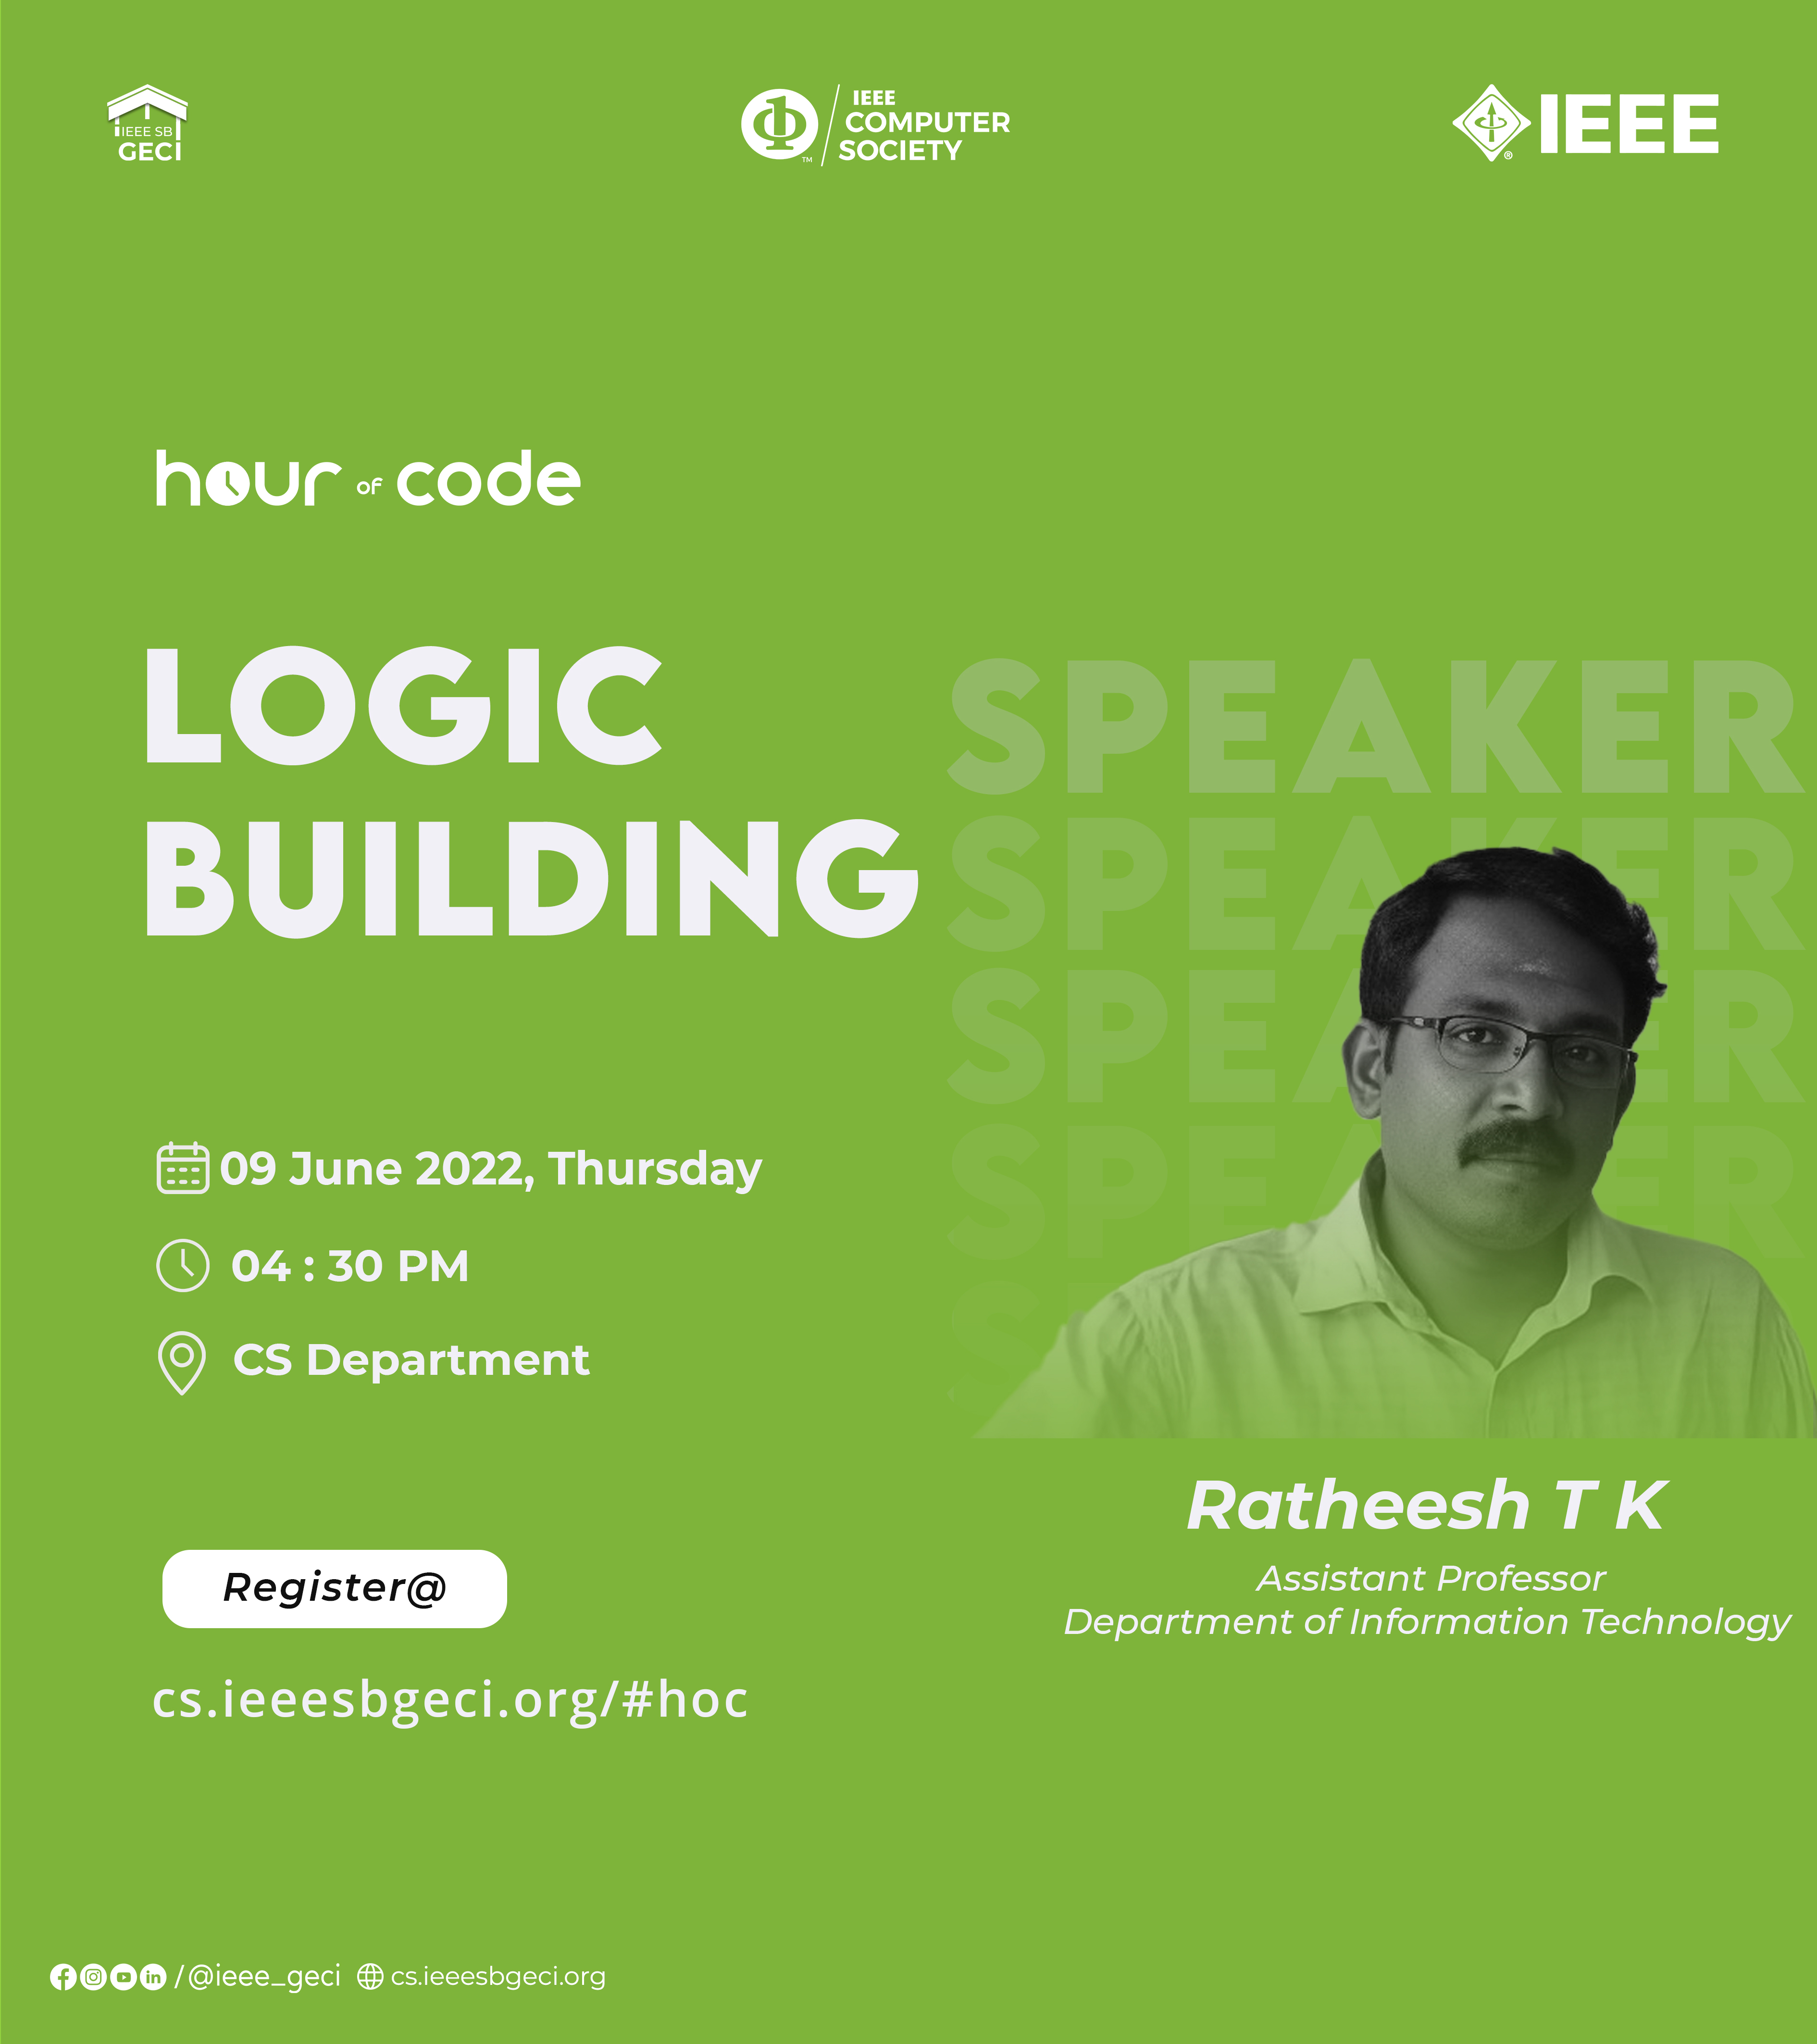 IEEE SB
GECI
IEEE
COMPUTER
SOCIETY
TM
IEEE
®
hour of code
LOGIC
BUILDING
SPEAKER
SPEAKER
SPEAKER
SPEAKER
S
09 June 2022, Thursday
04 : 30 PM
CS Department
Ratheesh T K
Assistant Professor
Department of Information Technology
Register@
cs.ieeesbgeci.org/#hoc
/@ieee_geci cs.ieeesbgeci.org